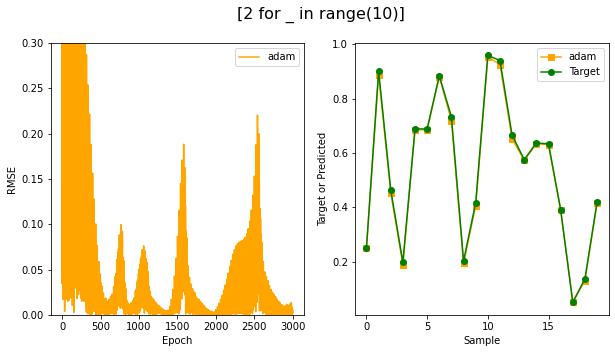 [2 for _ in range(10)]
0.30
0.25
0.20
0.15
0.10
0.05
0.00
RMSE
0
500
1000
1500
2000
2500
3000
Epoch
adam
1.0
0.8
0.6
0.4
0.2
Target or Predicted
0
5
10
15
Sample
adam
Target